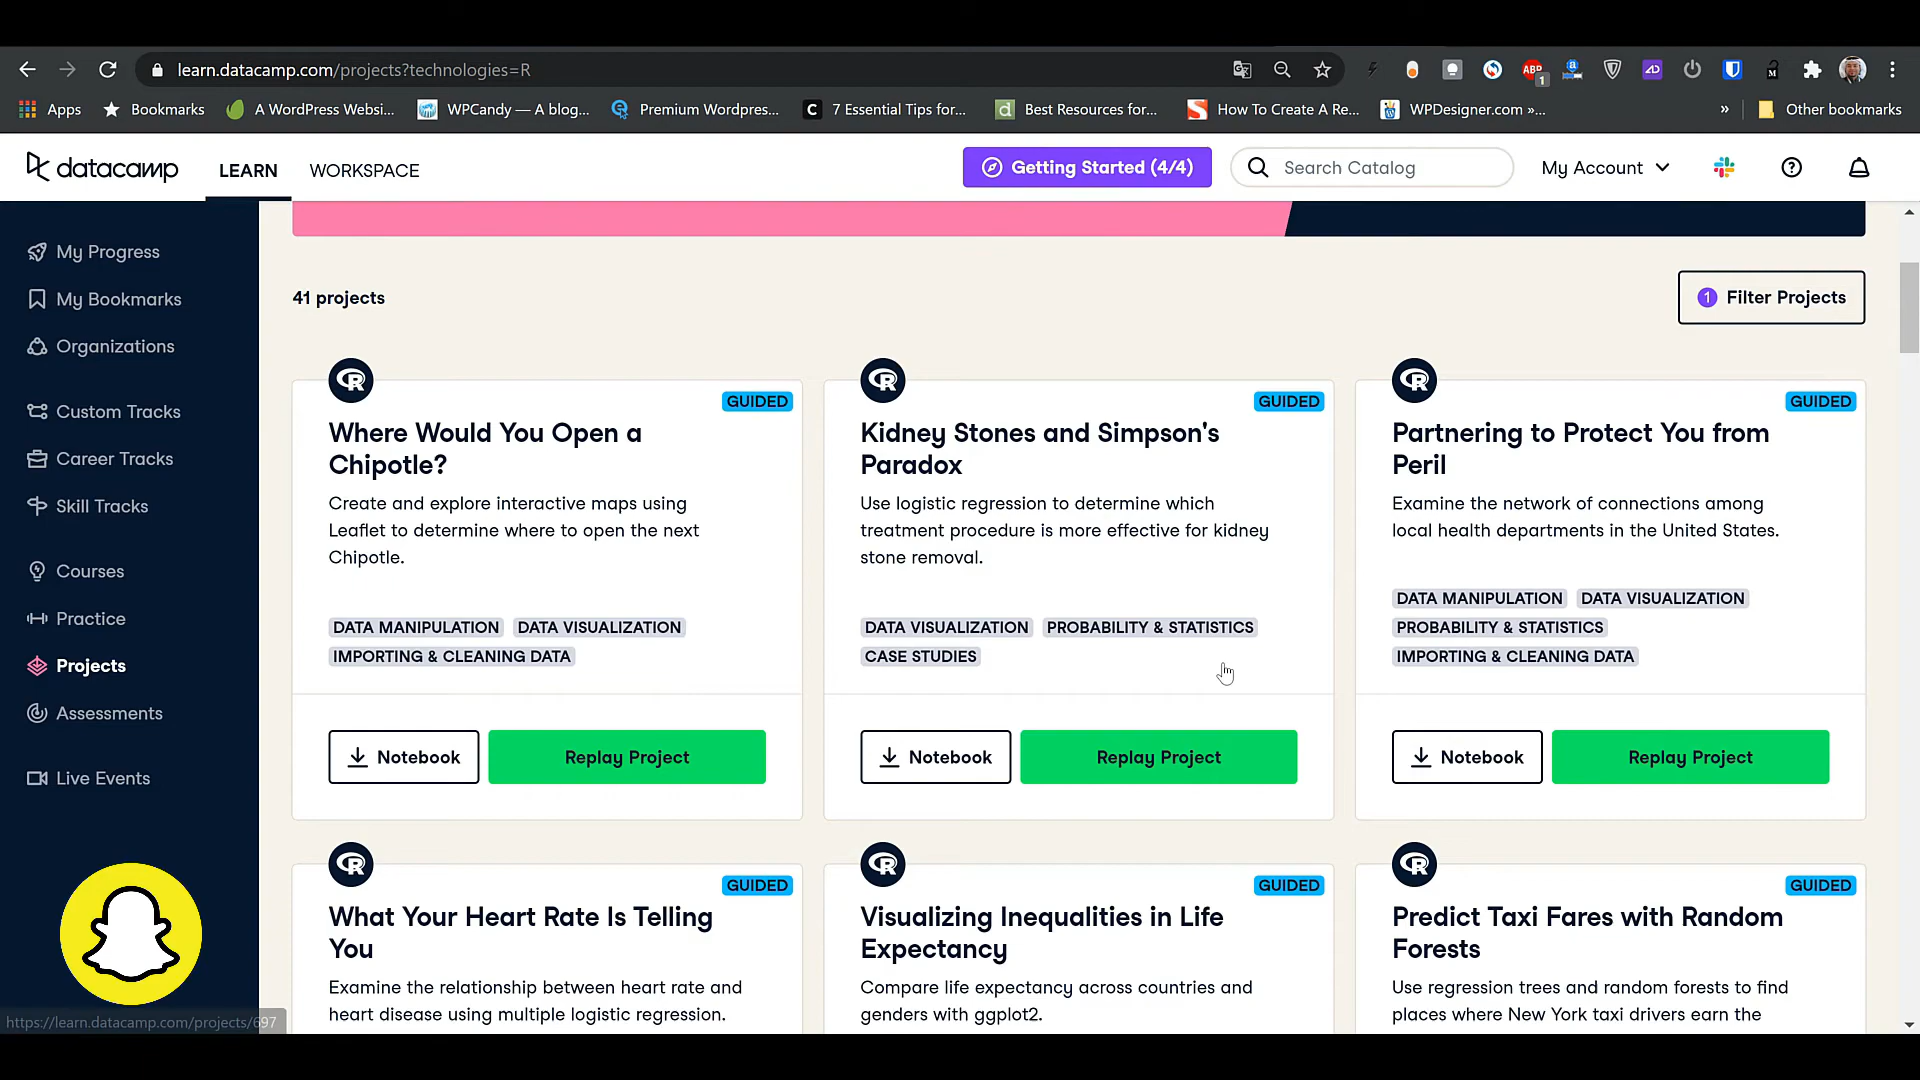 learn.datacamp.com/projects?technologies=R
ABP
1
Apps
Bookmarks
A WordPress Websi...
WPCandy — A blog...
Premium Wordpres...
7 Essential Tips for...
Best Resources for...
How To Create A Re...
WPDesigner.com »...
»
Other bookmarks
datacamp
LEARN
WORKSPACE
Getting Started (4/4)
Search Catalog
My Account
My Progress
My Bookmarks
Organizations
Custom Tracks
Career Tracks
Skill Tracks
Courses
Practice
Projects
Assessments
Live Events
https://learn.datacamp.com/projects/697
41 projects
1 Filter Projects
R
GUIDED
Where Would You Open a
Chipotle?
Create and explore interactive maps using
Leaflet to determine where to open the next
Chipotle.
DATA MANIPULATION DATA VISUALIZATION
IMPORTING & CLEANING DATA
Notebook
Replay Project
R
GUIDED
Kidney Stones and Simpson's
Paradox
Use logistic regression to determine which
treatment procedure is more effective for kidney
stone removal.
DATA VISUALIZATION PROBABILITY & STATISTICS
CASE STUDIES
Notebook
Replay Project
R
GUIDED
Partnering to Protect You from
Peril
Examine the network of connections among
local health departments in the United States.
DATA MANIPULATION DATA VISUALIZATION
PROBABILITY & STATISTICS
IMPORTING & CLEANING DATA
Notebook
Replay Project
R
GUIDED
What Your Heart Rate Is Telling
You
Examine the relationship between heart rate and
heart disease using multiple logistic regression.
R
GUIDED
Visualizing Inequalities in Life
Expectancy
Compare life expectancy across countries and
genders with ggplot2.
R
GUIDED
Predict Taxi Fares with Random
Forests
Use regression trees and random forests to find
places where New York taxi drivers earn the